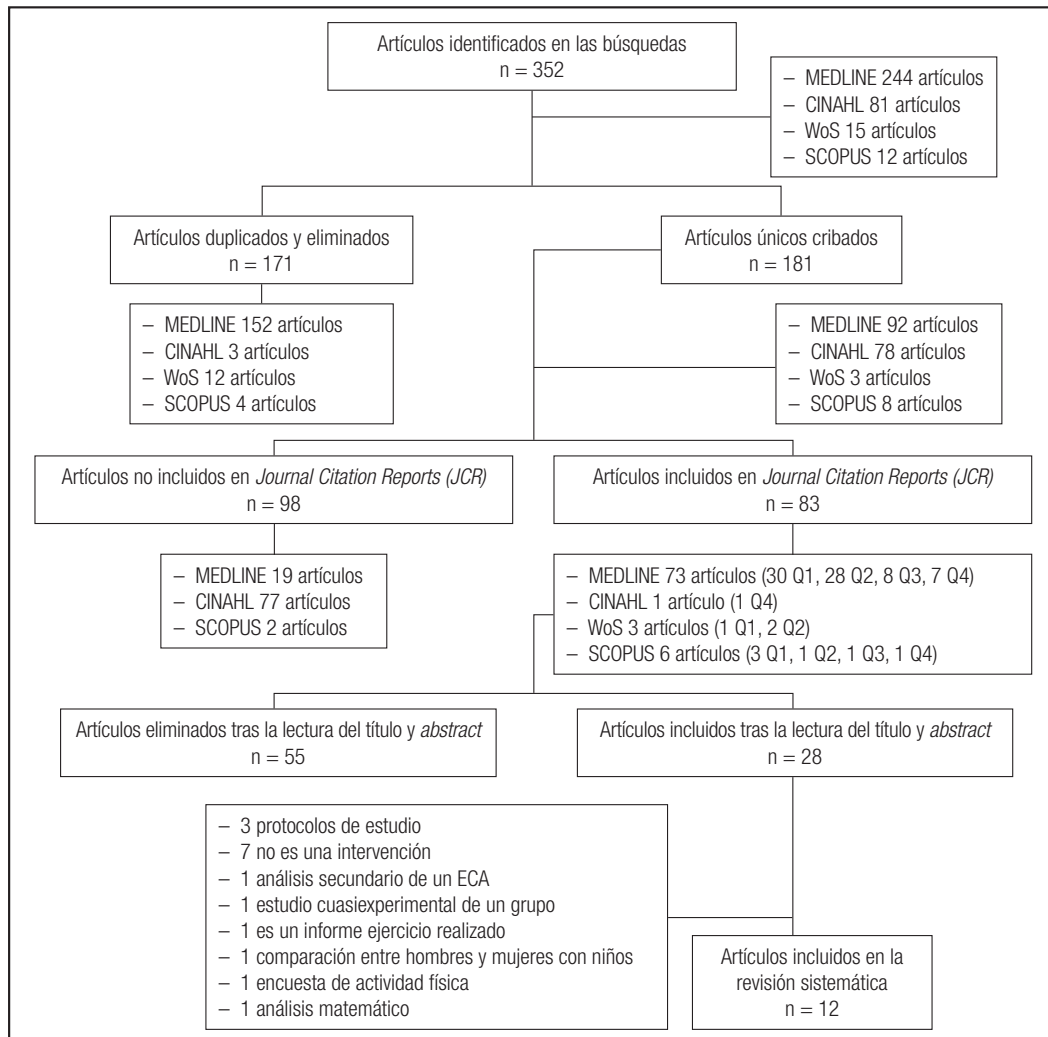 Artículos identificados en las búsquedas
n = 352
– MEDLINE 244 artículos
– CINAHL 81 artículos
– WoS 15 artículos
– SCOPUS 12 artículos
Artículos duplicados y eliminados
n = 171
Artículos únicos cribados
n = 181
– MEDLINE 152 artículos
– CINAHL 3 artículos
– WoS 12 artículos
– SCOPUS 4 artículos
– MEDLINE 92 artículos
– CINAHL 78 artículos
– WoS 3 artículos
– SCOPUS 8 artículos
Artículos no incluidos en Journal Citation Reports (JCR)
n = 98
Artículos incluidos en Journal Citation Reports (JCR)
n = 83
– MEDLINE 19 artículos
– CINAHL 77 artículos
– SCOPUS 2 artículos
– MEDLINE 73 artículos (30 Q1, 28 Q2, 8 Q3, 7 Q4)
– CINAHL 1 artículo (1 Q4)
– WoS 3 artículos (1 Q1, 2 Q2)
– SCOPUS 6 artículos (3 Q1, 1 Q2, 1 Q3, 1 Q4)
Artículos eliminados tras la lectura del título y abstract
n = 55
Artículos incluidos tras la lectura del título y abstract
n = 28
– 3 protocolos de estudio
– 7 no es una intervención
– 1 análisis secundario de un ECA
– 1 estudio cuasiexperimental de un grupo
– 1 es un informe ejercicio realizado
– 1 comparación entre hombres y mujeres con niños
– 1 encuesta de actividad física
– 1 análisis matemático
Artículos incluidos en la
revisión sistemática
n = 12